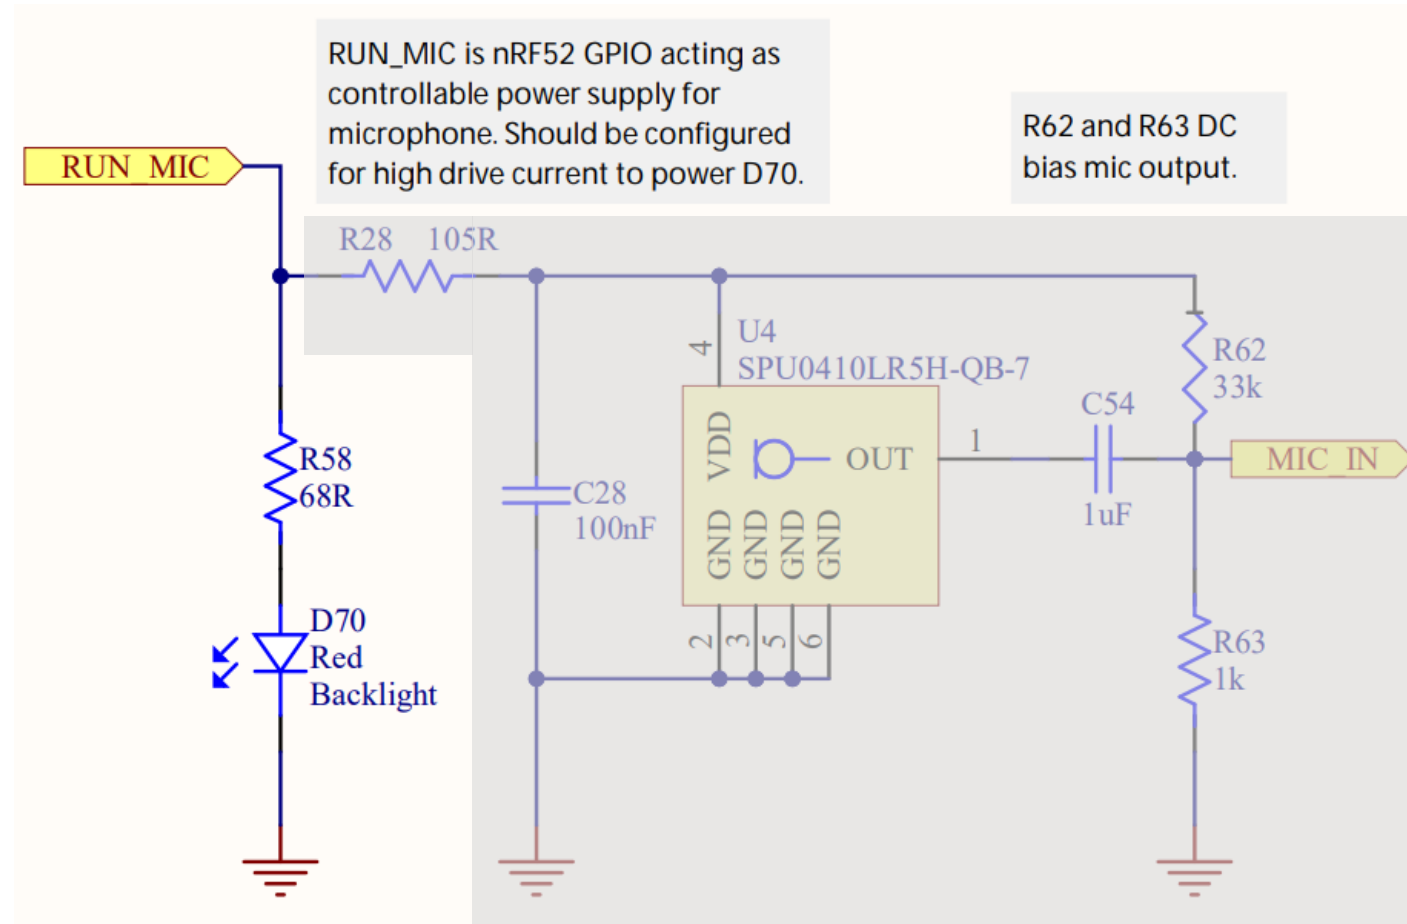 RUN_MIC is nRF52 GPIO acting as
controllable power supply for
microphone. Should be configured
for high drive current to power D70.
R62 and R63 DC
bias mic output.
RUN_MIC
R28 105R
U4
SPU0410LR5H-QB-7
4
VDD
OUT
1
GND
GND
GND
GND
2
3
5
6
R62
33k
C54
1uF
MIC_IN
R58
68R
C28
100nF
D70
Red
Backlight
R63
1k